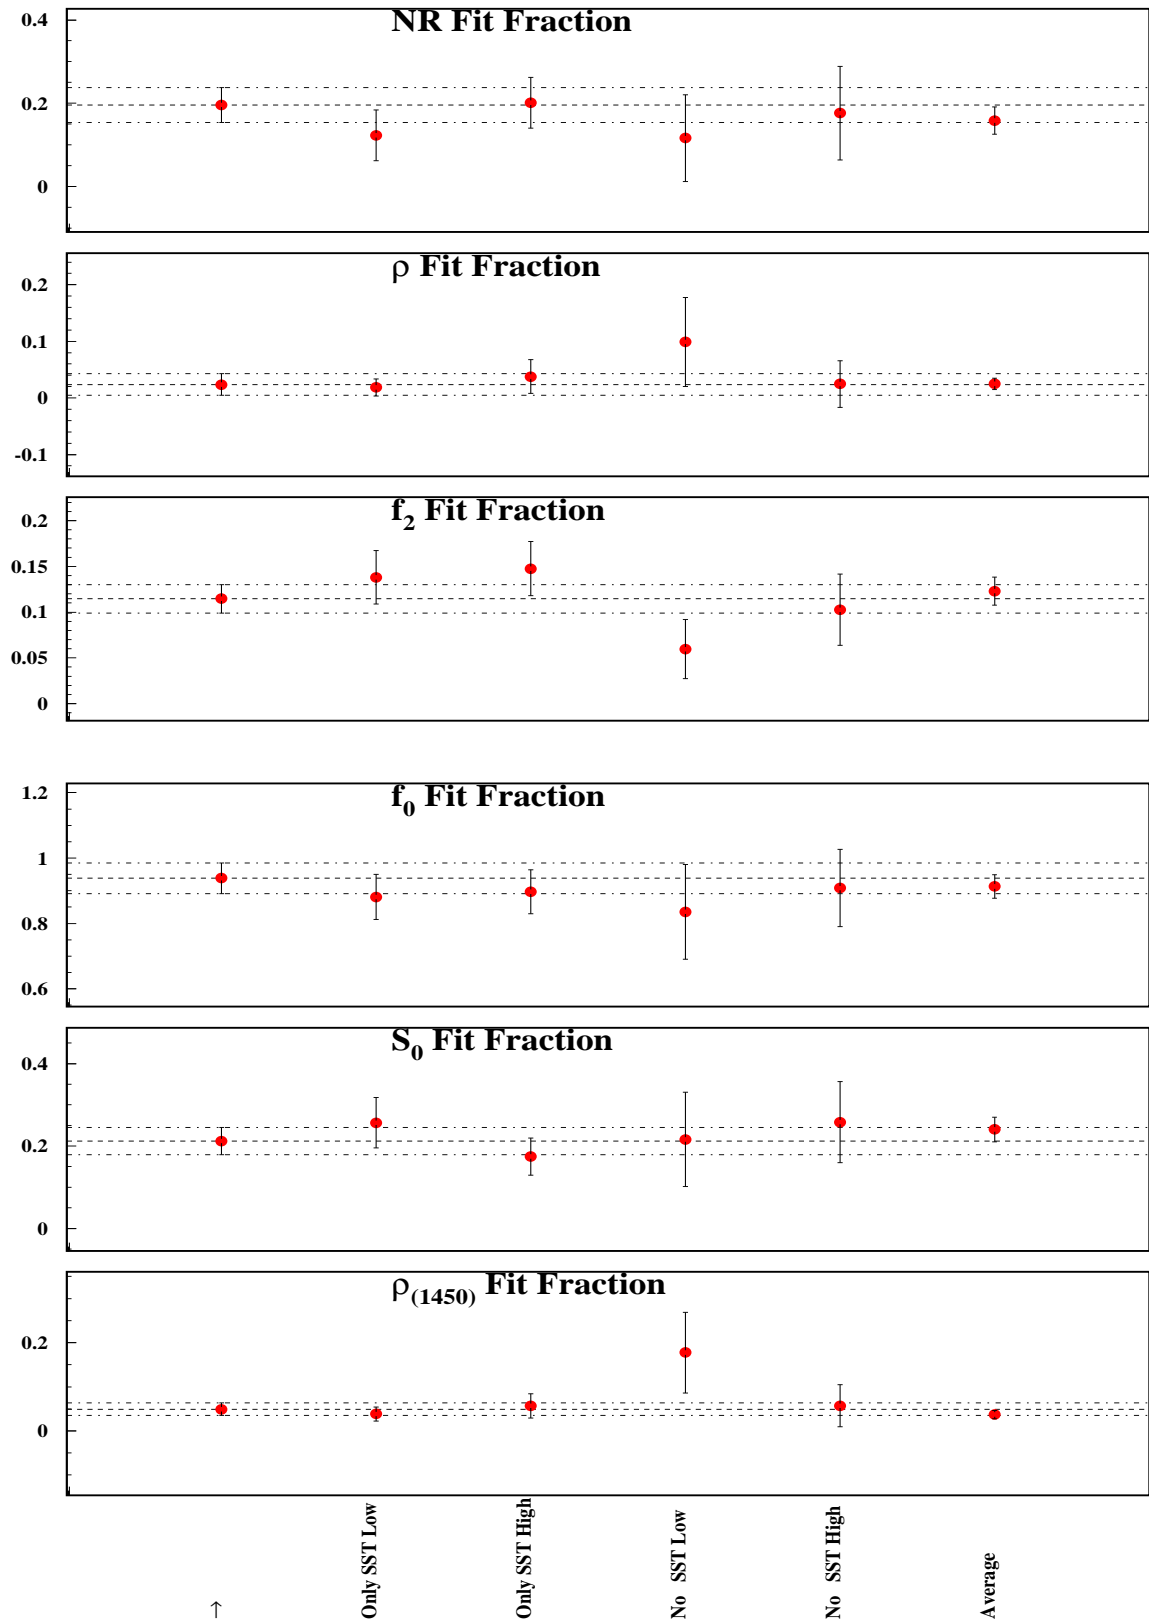 NR Fit Fraction
0.4
0.2
0
ρ Fit Fraction
0.2
0.1
0
-0.1
f2 Fit Fraction
0.2
0.15
0.1
0.05
0
f0 Fit Fraction
1.2
1
0.8
0.6
S0 Fit Fraction
0.4
0.2
0
ρ(1450) Fit Fraction
0.2
0
↑
Only SST Low
Only SST High
No SST Low
No SST High
Average